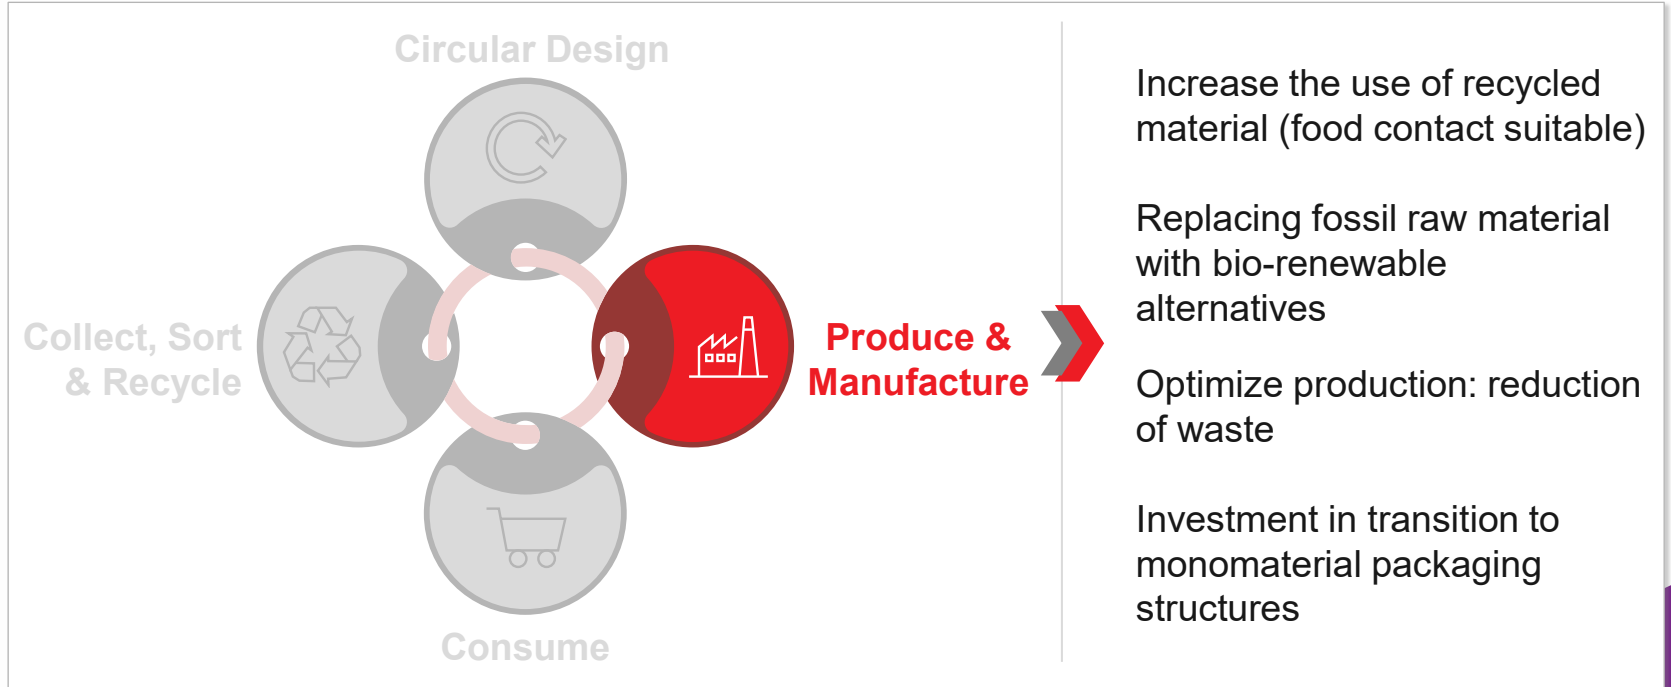 Circular Design
Collect, Sort
& Recycle
Produce &
Manufacture
Consume
Increase the use of recycled
material (food contact suitable)
Replacing fossil raw material
with bio-renewable
alternatives
Optimize production: reduction
of waste
Investment in transition to
monomaterial packaging
structures